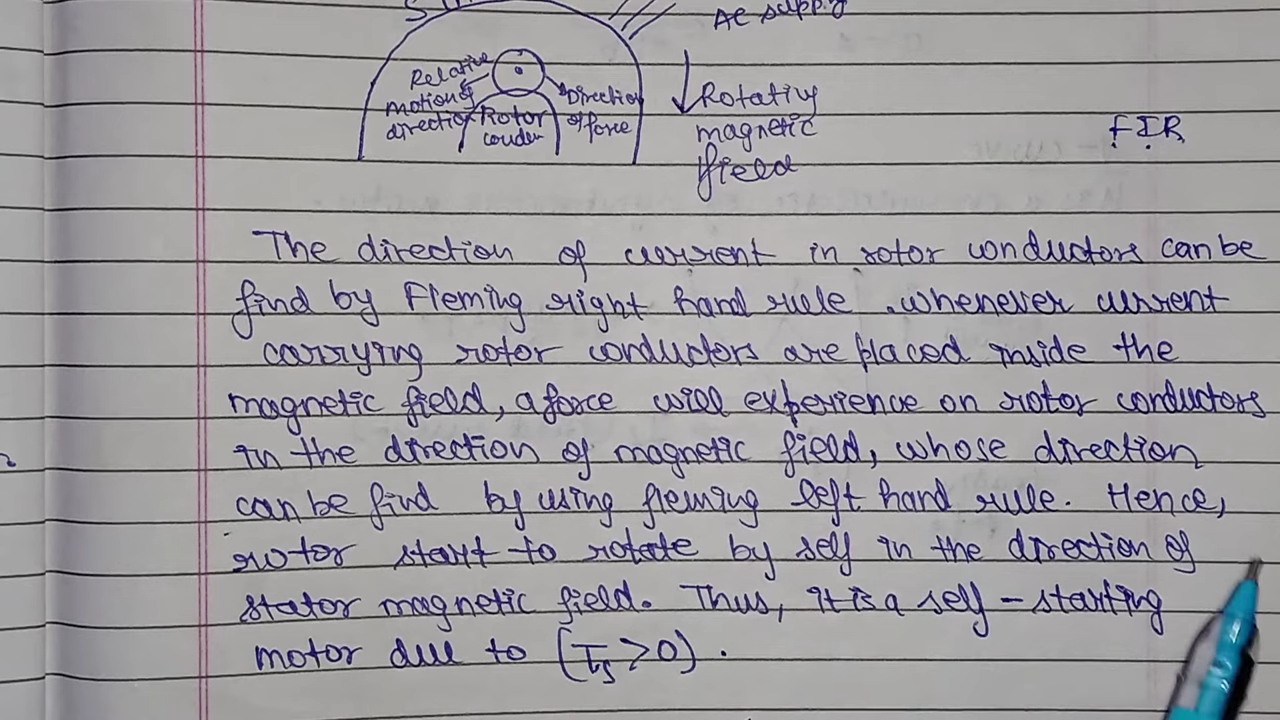 AC supply
Relative
motion of
direction
Rotor
Direction
of force
Rotating
magnetic
field
F I R
The direction of current in rotor conductors can be
find by Fleming right hand rule. whenever current
carrying rotor conductors are placed inside the
magnetic field, a force will experience on rotor conductors
in the direction of magnetic field, whose direction
can be find by using fleming left hand rule. Hence,
rotor start to rotate by self in the direction of
stator magnetic field. Thus, it is a self-starting
motor due to (Ts>0).